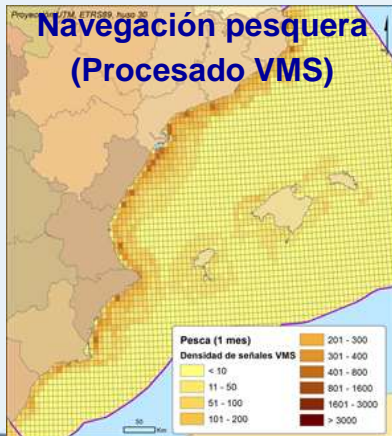 Proyección UTM, ETRS89, huso 30
Navegación pesquera
(Procesado VMS)
Pesca (1 mes)
Densidad de señales VMS
< 10
11 - 50
51 - 100
101 - 200
201 - 300
301 - 400
401 - 800
801 - 1600
1601 - 3000
> 3000
50
Km